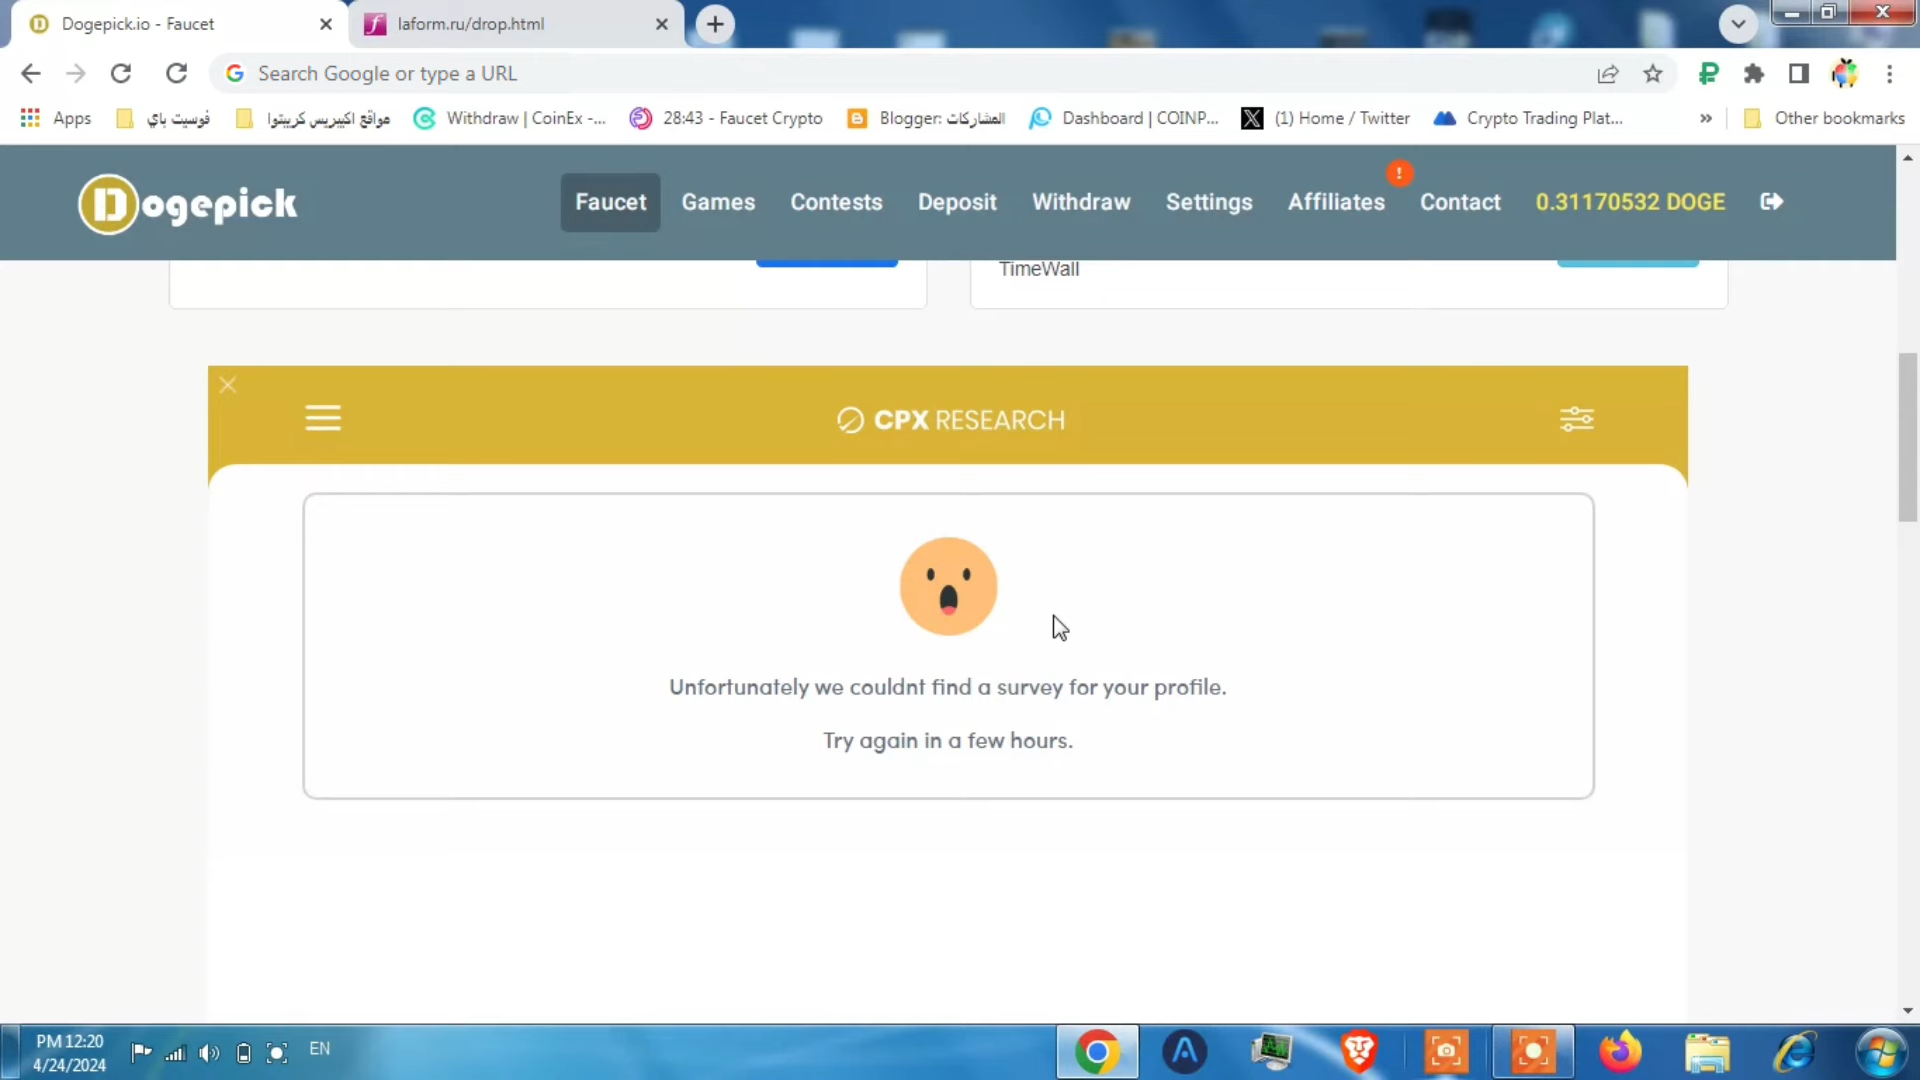 Dogepick.io - Faucet
laform.ru/drop.html
Search Google or type a URL
Apps
فوسيت باي
مواقع اكبيريس كريبتوا
Withdraw | CoinEx -...
28:43 - Faucet Crypto
Blogger: المشاركات
Dashboard | COINP...
(1) Home / Twitter
Crypto Trading Plat...
»
Other bookmarks
Dogepick
Faucet
Games
Contests
Deposit
Withdraw
Settings
Affiliates
!
Contact
0.31170532 DOGE
TimeWall
CPX RESEARCH
Unfortunately we couldnt find a survey for your profile.
Try again in a few hours.
PM 12:20
4/24/2024
EN